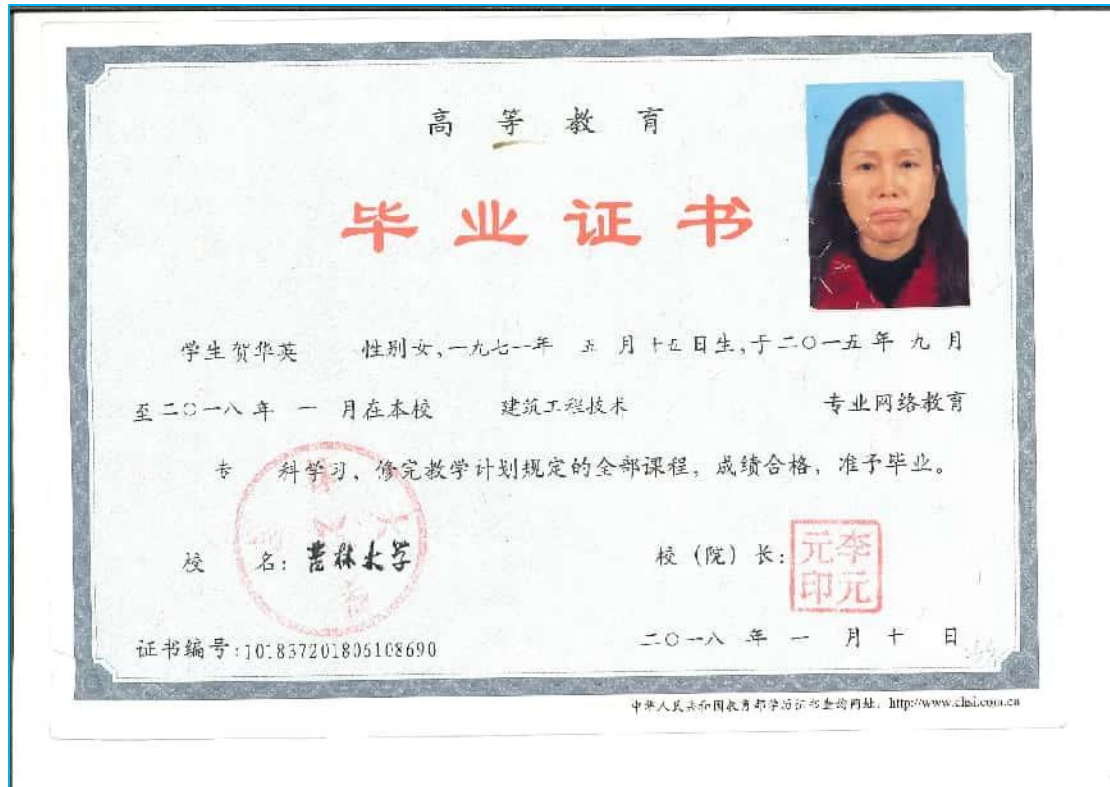 高等教育
毕业证书
学生贺华英 性别女,一九七一年 五 月十五日生,于二〇一五年 九 月
至二〇一八年 一 月在本校 建筑工程技术 专业网络教育
专 科学习,修完教学计划规定的全部课程,成绩合格,准予毕业。
校 名:吉林大学 校(院)长:
李元元印
证书编号:101837201806108690 二〇一八 年 一 月 十 日
中华人民共和国教育部学历证书查询网址:http://www.chsi.com.cn